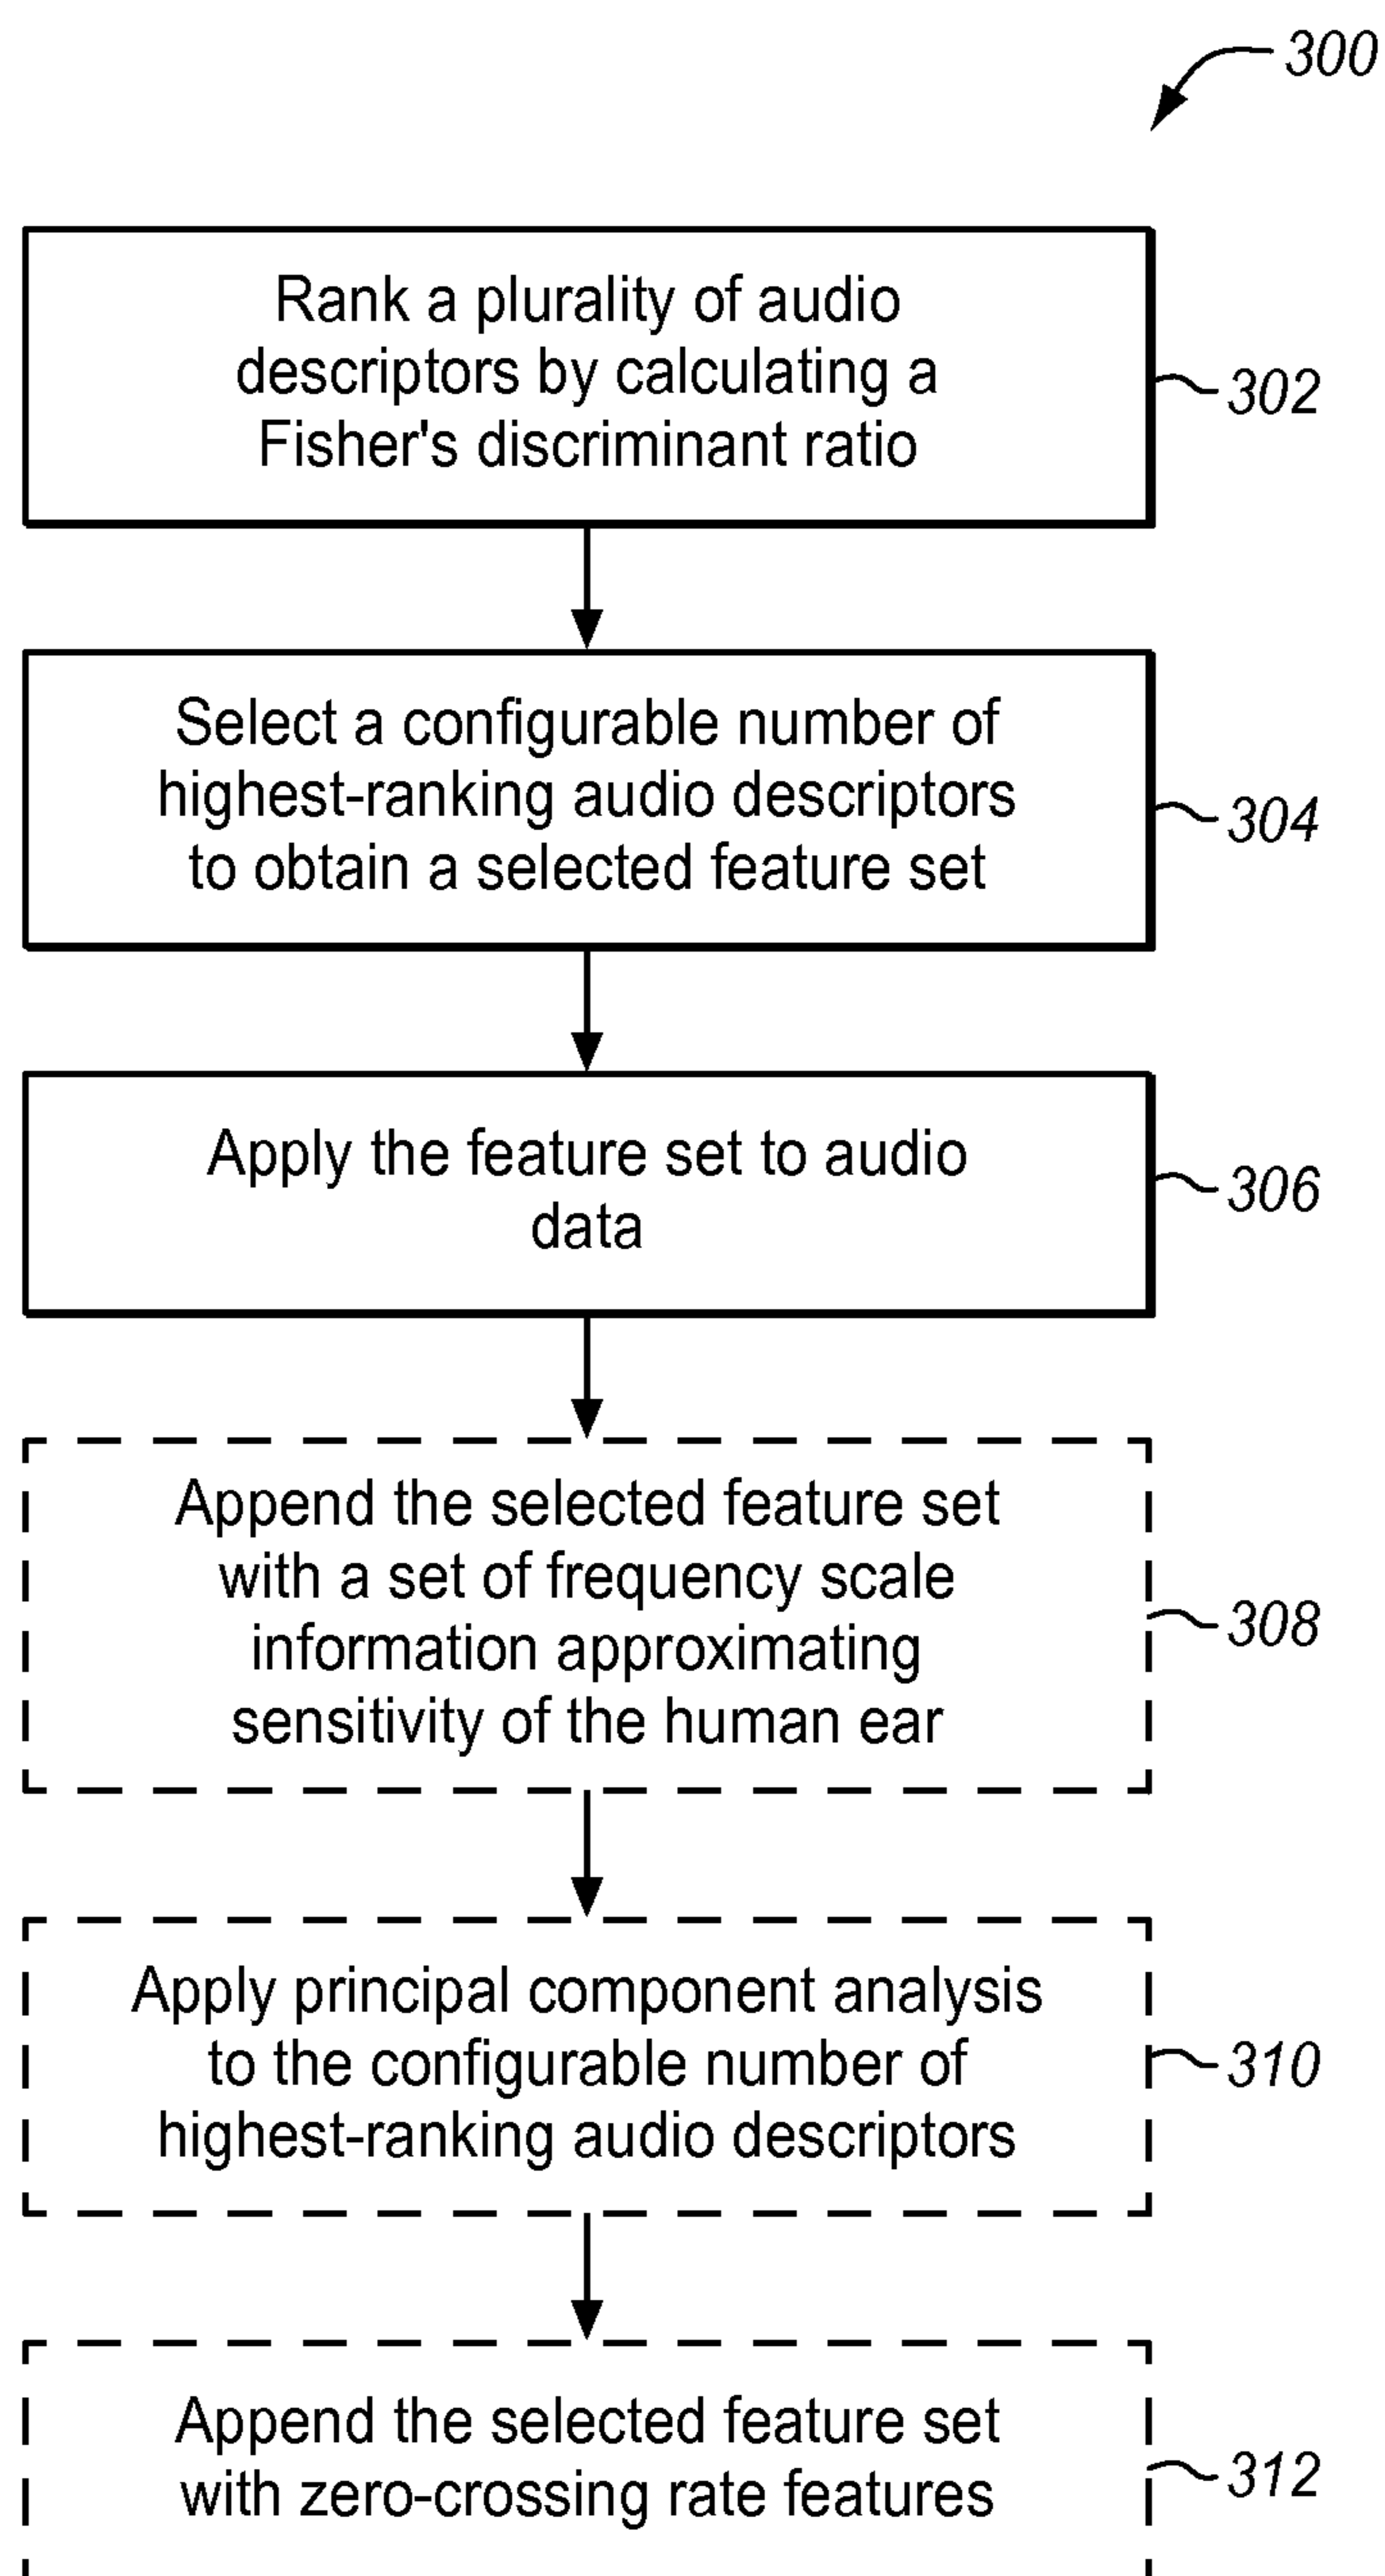 300
Rank a plurality of audio
descriptors by calculating a
Fisher's discriminant ratio
302
Select a configurable number of
highest-ranking audio descriptors
to obtain a selected feature set
304
Apply the feature set to audio
data
306
Append the selected feature set
with a set of frequency scale
information approximating
sensitivity of the human ear
308
Apply principal component analysis
to the configurable number of
highest-ranking audio descriptors
310
Append the selected feature set
with zero-crossing rate features
312